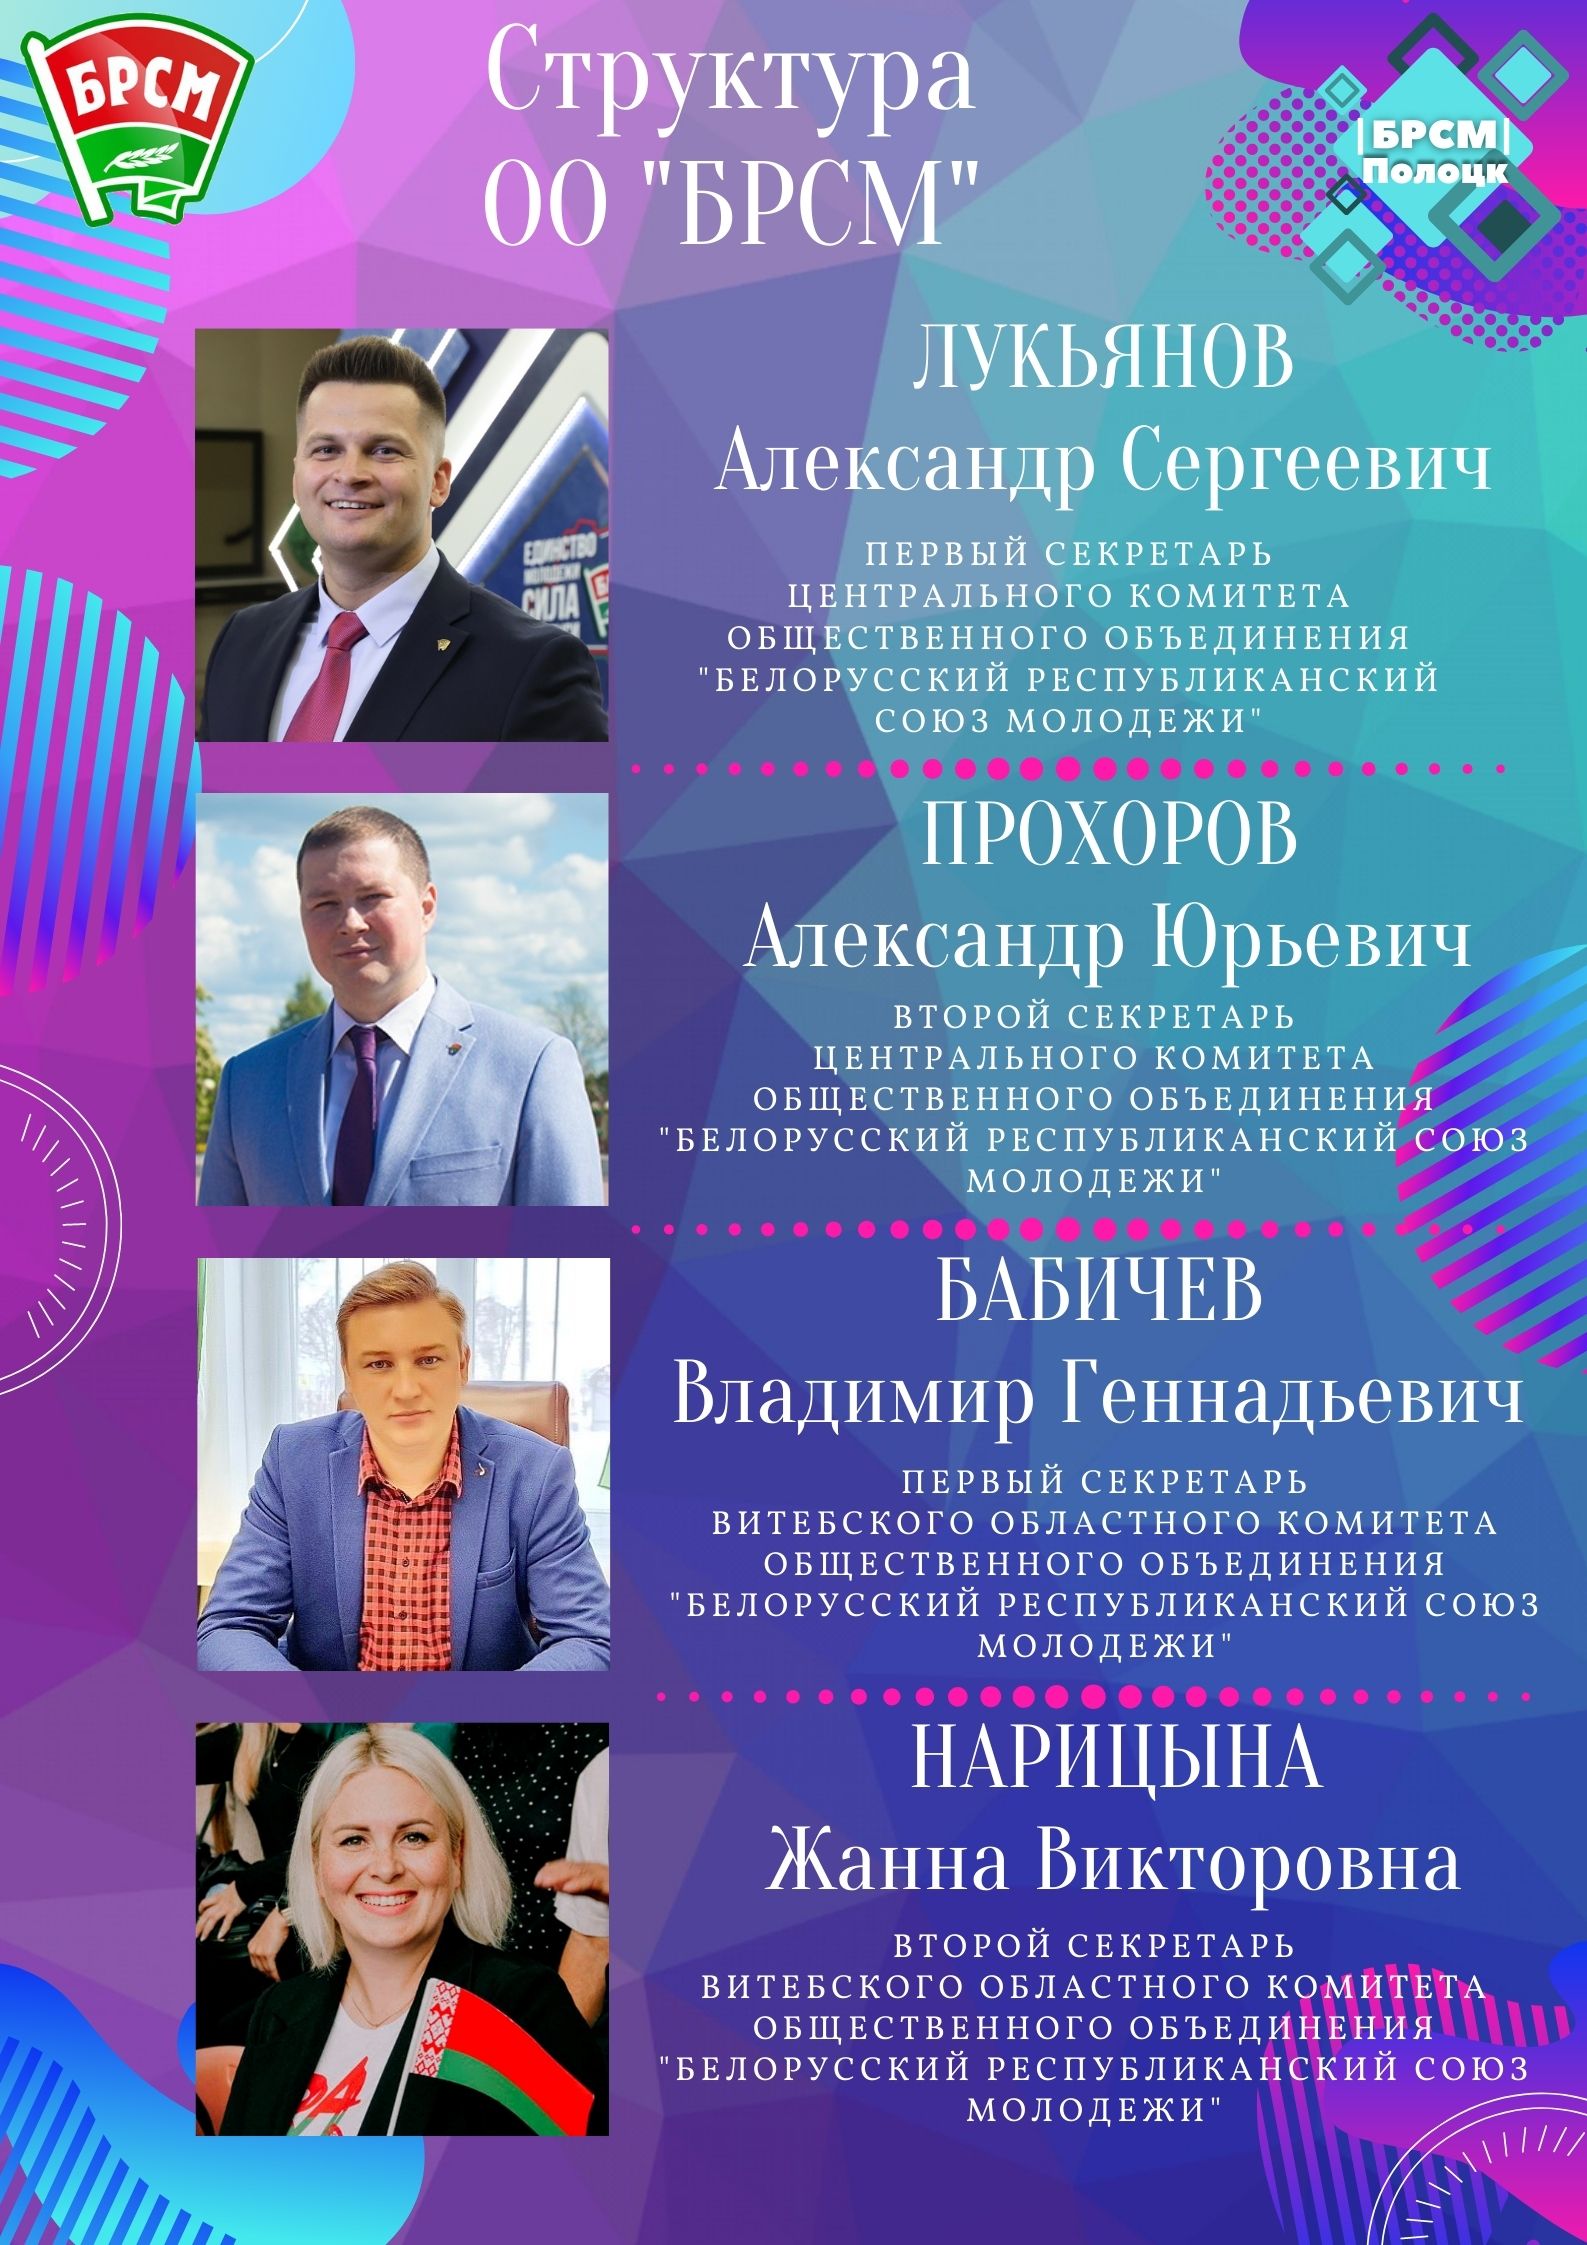 БРСМ
Структура
ОО "БРСМ"
|БРСМ|
Полоцк
ЛУКЬЯНОВ
Александр Сергеевич
ПЕРВЫЙ СЕКРЕТАРЬ
ЦЕНТРАЛЬНОГО КОМИТЕТА
ОБЩЕСТВЕННОГО ОБЪЕДИНЕНИЯ
"БЕЛОРУССКИЙ РЕСПУБЛИКАНСКИЙ
СОЮЗ МОЛОДЕЖИ"
ЕДИНСТВО
МОЛОДЕЖИ
СИЛА
ПРОХОРОВ
Александр Юрьевич
ВТОРОЙ СЕКРЕТАРЬ
ЦЕНТРАЛЬНОГО КОМИТЕТА
ОБЩЕСТВЕННОГО ОБЪЕДИНЕНИЯ
"БЕЛОРУССКИЙ РЕСПУБЛИКАНСКИЙ СОЮЗ
МОЛОДЕЖИ"
БАБИЧЕВ
Владимир Геннадьевич
ПЕРВЫЙ СЕКРЕТАРЬ
ВИТЕБСКОГО ОБЛАСТНОГО КОМИТЕТА
ОБЩЕСТВЕННОГО ОБЪЕДИНЕНИЯ
"БЕЛОРУССКИЙ РЕСПУБЛИКАНСКИЙ СОЮЗ
МОЛОДЕЖИ"
НАРИЦЫНА
Жанна Викторовна
ВТОРОЙ СЕКРЕТАРЬ
ВИТЕБСКОГО ОБЛАСТНОГО КОМИТЕТА
ОБЩЕСТВЕННОГО ОБЪЕДИНЕНИЯ
"БЕЛОРУССКИЙ РЕСПУБЛИКАНСКИЙ СОЮЗ
МОЛОДЕЖИ"